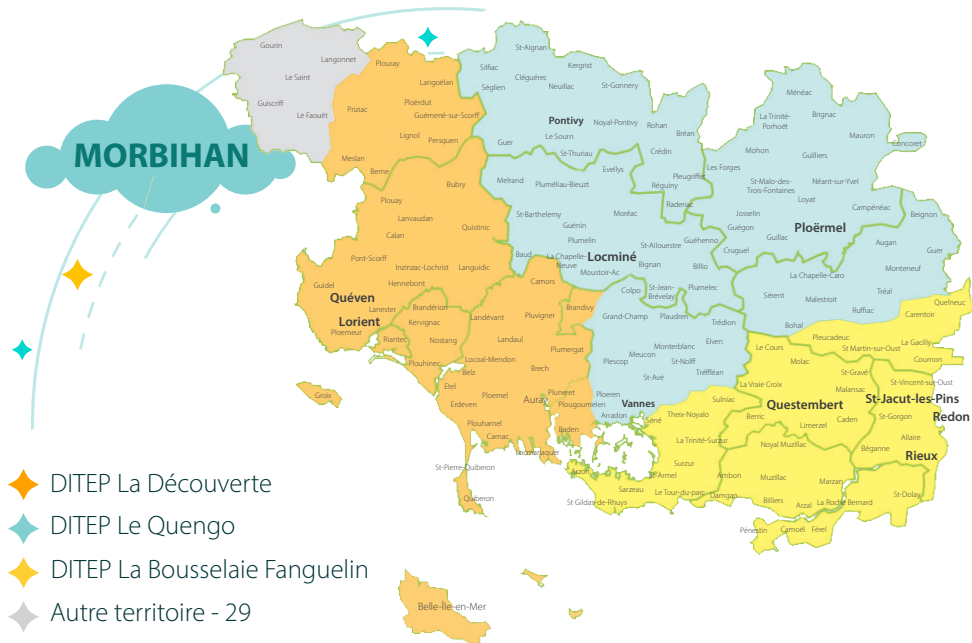 MORBIHAN
Gourin
Langonnet
Le Saint
Guiscriff
Le Faouët
Plouray
Langoëlan
Ploërdut
Priziac
Guémené-sur-Scorff
Lignol
Persquen
Meslan
Berne
St-Aignan
Silfiac
Kergrist
Cléguérec
Séglien
Neuillac
St-Gonnery
Pontivy
Noyal-Pontivy
Le Sourn
Rohan
Bréan
Guer
St-Thuriau
Crédin
Pleugriffet
Réguiny
Radenac
Evellys
Melrand
Pluméliau-Bieuzt
St-Barthelemy
Moréac
Guénin
Plumelin
Locminé
St-Allouestre
Guéhenno
Baud
La Chapelle-
Neuve
Moustoir-Ac
Bignan
Billio
Ménéac
Brignac
La Trinité-
Porhoët
Mauron
Concoret
Mohon
Guilliers
Les Forges
St-Malo-des-
Trois-Fontaines
Néant-sur-Yvel
Loyat
Josselin
Campénéac
Beignon
Guégon
Ploërmel
Cruguel
Guillac
Augan
Guer
Monteneuf
La Chapelle-Caro
Sérent
Malestroit
Tréal
Ruffiac
Bohal
Bubry
Plouay
Lanvaudan
Calan
Quistinic
Pont-Scorff
Inzinzac-Lochrist
Languidic
Guidel
Hennebont
Quéven
Lanester
Brandérion
Lorient
Kervignac
Ploemeur
Riantec
Nostang
Plouhinec
Groix
Camors
Landévant
Pluvigner
Brandivy
Landaul
Plumergat
Locoal-Mendon
Belz
Brech
Etel
Ploemel
Auray
Pluneret
Erdeven
Plougoumelen
Plouharnel
Baden
Carnac
Locmariaquer
St-Pierre-Quiberon
Quiberon
Belle-Île-en-Mer
Colpo
St-Jean-
Brévelay
Plumelec
Grand-Champ
Plaudren
Trédion
Monterblanc
Elven
Meucon
Plescop
St-Nolff
St-Avé
Tréffléan
Ploeren
Vannes
Arradon
Quelneuc
Carentoir
Pleucadeuc
Le Cours
St-Martin-sur-Oust
La Gacilly
Molac
Cournon
St-Gravé
La Vraie Croix
Malansac
St-Vincent-sur-Oust
Sulniac
Questembert
St-Jacut-les-Pins
Séné
Theix-Noyalo
Berric
Caden
St-Gorgon
Redon
Limerzel
La Trinité-Surzur
Noyal Muzillac
Allaire
Béganne
Rieux
Surzur
Arzon
St-Armel
Ambon
Muzillac
Marzan
Sarzeau
Le Tour-du-parc
Damgan
Billiers
Arzal
La Roche Bernard
St-Dolay
St Gildas-de-Rhuys
Pénestin
Camoël
Férel
DITEP La Découverte
DITEP Le Quengo
DITEP La Bousselaie Fanguelin
Autre territoire - 29